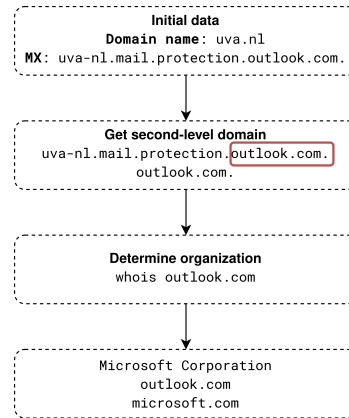 Initial data
Domain name: uva.nl
MX: uva-nl.mail.protection.outlook.com.
Get second-level domain
uva-nl.mail.protection.outlook.com.
outlook.com.
Determine organization
whois outlook.com
Microsoft Corporation
outlook.com
microsoft.com